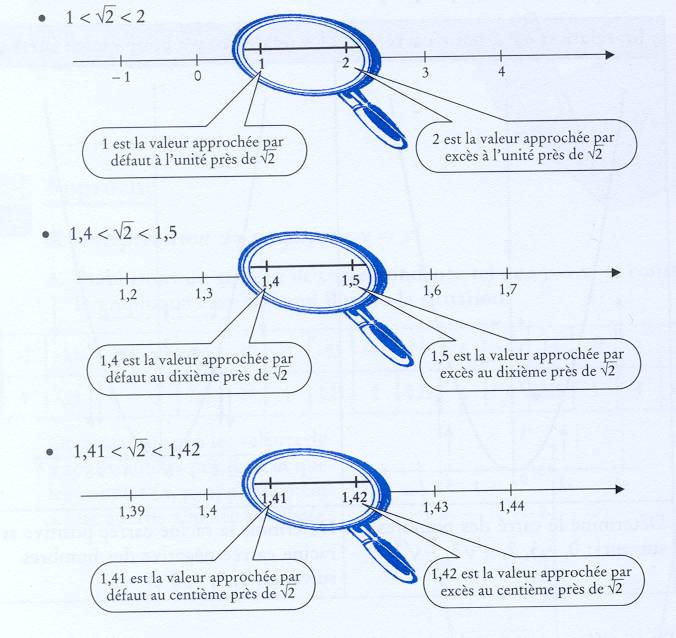 • 1 < √2 < 2
−1 0 1 2 3 4
1 est la valeur approchée par
défaut à l'unité près de √2
2 est la valeur approchée par
excès à l'unité près de √2
• 1,4 < √2 < 1,5
1,2 1,3 1,4 1,5 1,6 1,7
1,4 est la valeur approchée par
défaut au dixième près de √2
1,5 est la valeur approchée par
excès au dixième près de √2
• 1,41 < √2 < 1,42
1,39 1,4 1,41 1,42 1,43 1,44
1,41 est la valeur approchée par
défaut au centième près de √2
1,42 est la valeur approchée par
excès au centième près de √2